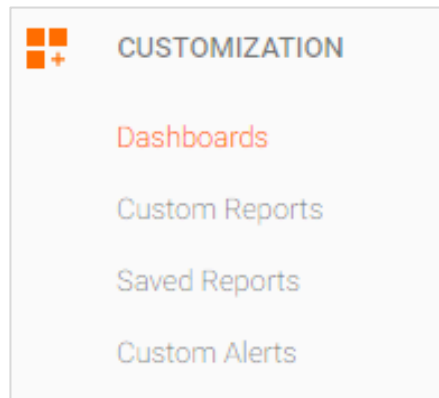 CUSTOMIZATION
Dashboards
Custom Reports
Saved Reports
Custom Alerts